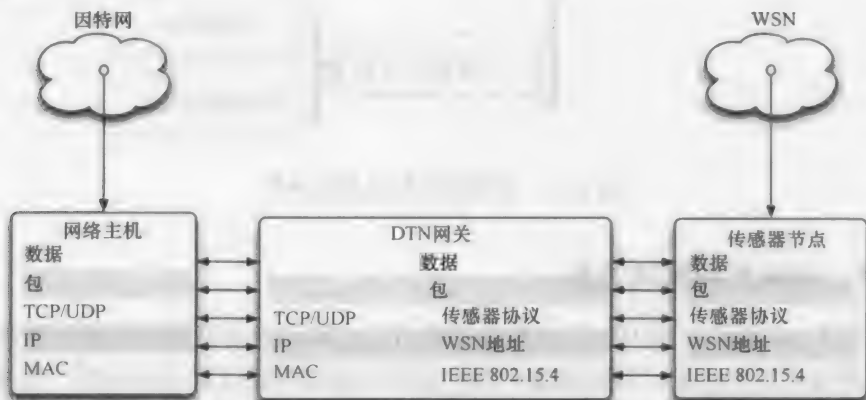 因特网
WSN
网络主机
数据
包
TCP/UDP
IP
MAC
DTN网关
数据
包
TCP/UDP 传感器协议
IP WSN地址
MAC IEEE 802.15.4
传感器节点
数据
包
传感器协议
WSN地址
IEEE 802.15.4